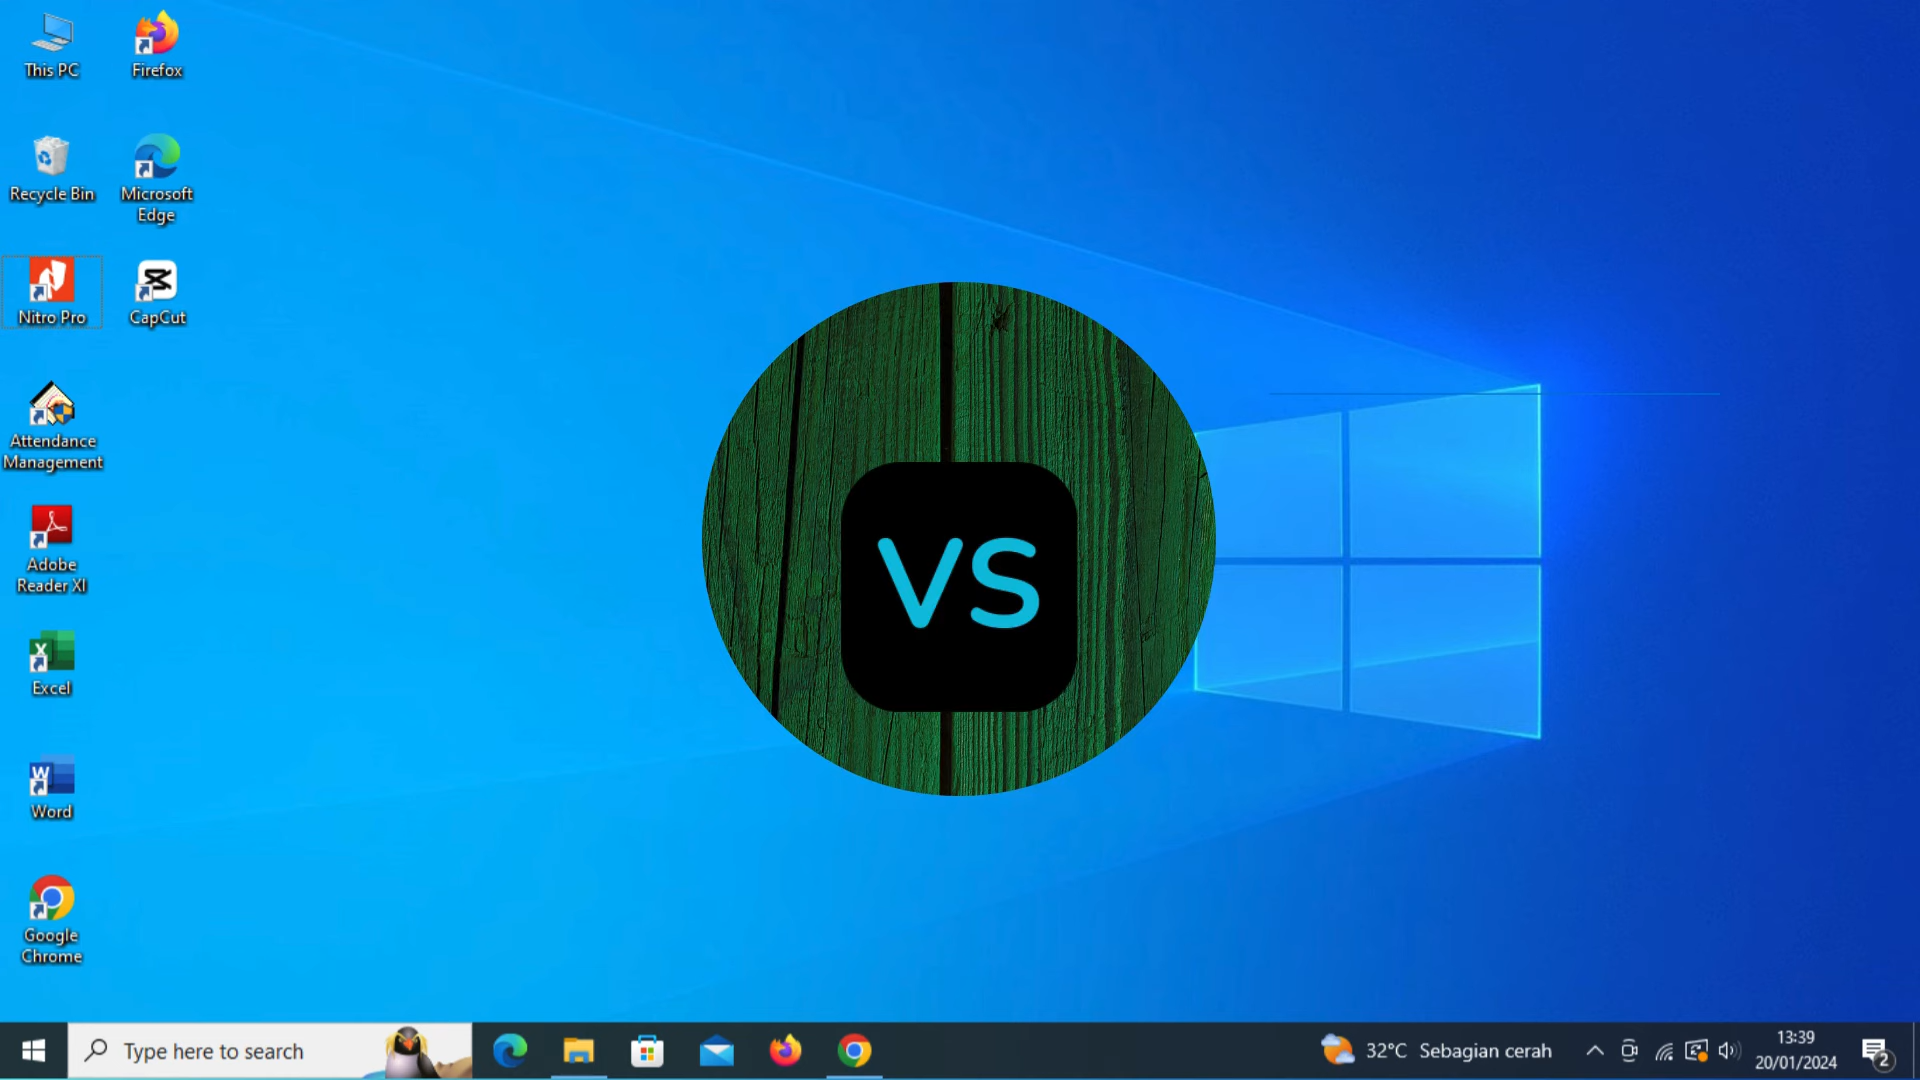 This PC
Firefox
Recycle Bin
Microsoft
Edge
Nitro Pro
CapCut
Attendance
Management
Adobe
Reader XI
Excel
Word
Google
Chrome
VS
Type here to search
32°C Sebagian cerah
13:39
20/01/2024
2